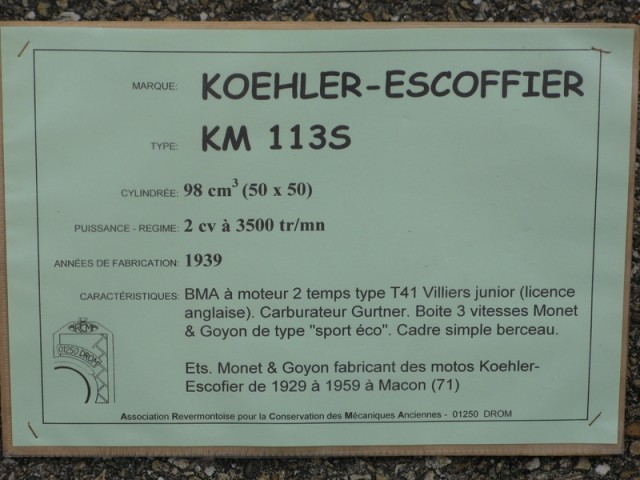 MARQUE: KOEHLER-ESCOFFIER
TYPE: KM 113S
CYLINDRÉE: 98 cm³ (50 x 50)
PUISSANCE - REGIME: 2 cv à 3500 tr/mn
ANNÉES DE FABRICATION: 1939
CARACTÉRISTIQUES: BMA à moteur 2 temps type T41 Villiers junior (licence
anglaise). Carburateur Gurtner. Boite 3 vitesses Monet
& Goyon de type "sport éco". Cadre simple berceau.
Ets. Monet & Goyon fabricant des motos Koehler-
Escofier de 1929 à 1959 à Macon (71)
AREMA
01250 DROM
Association Revermontoise pour la Conservation des Mécaniques Anciennes - 01250 DROM